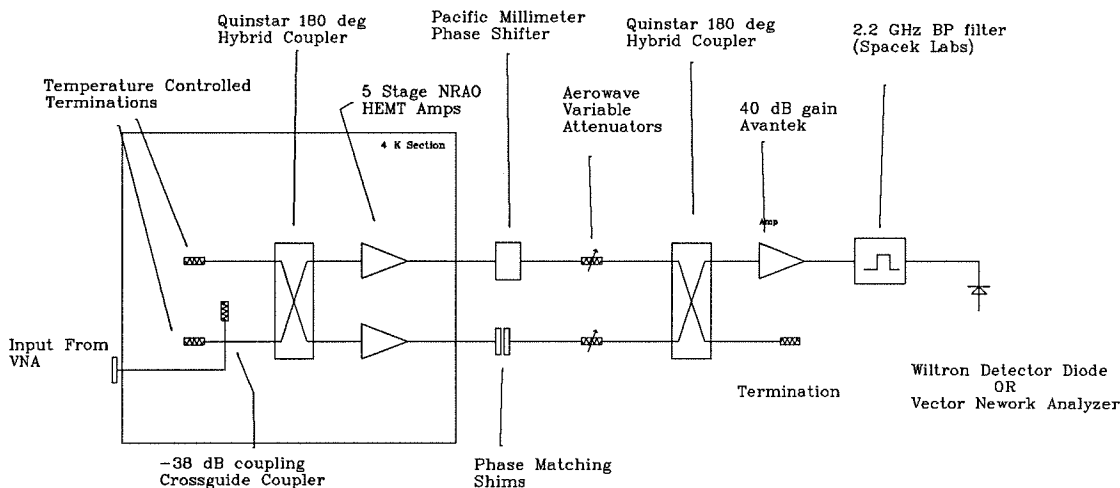 Quinstar 180 deg
Hybrid Coupler
Pacific Millimeter
Phase Shifter
Quinstar 180 deg
Hybrid Coupler
2.2 GHz BP filter
(Spacek Labs)
Temperature Controlled
Terminations
5 Stage NRAO
HEMT Amps
Aerowave
Variable
Attenuators
40 dB gain
Avantek
4 K Section
Amp
Input From
VNA
Termination
Wiltron Detector Diode
OR
Vector Nework Analyzer
-38 dB coupling
Crossguide Coupler
Phase Matching
Shims